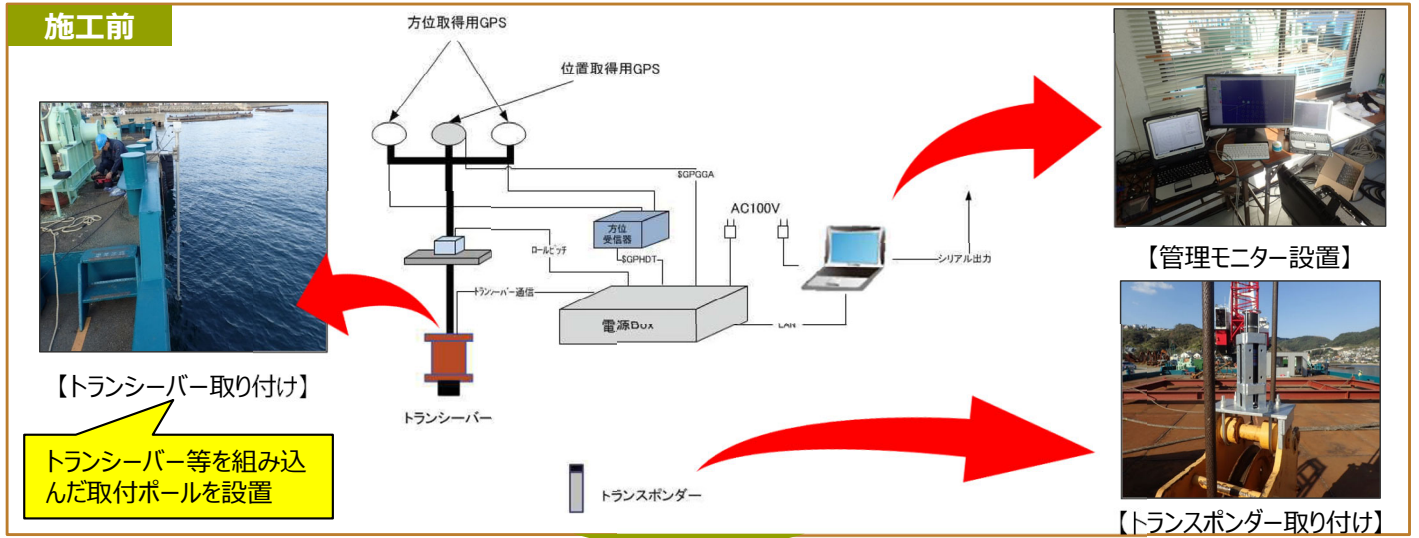 施工前
方位取得用GPS
位置取得用GPS
$GPGGA
AC100V
方位
受信器
ロールピッチ
$GPHDT
シリアル出力
トランシーバー通信
電源Box
LAN
トランシーバー
トランスポンダー
【トランシーバー取り付け】
トランシーバー等を組み込
んだ取付ポールを設置
【管理モニター設置】
【トランスポンダー取り付け】